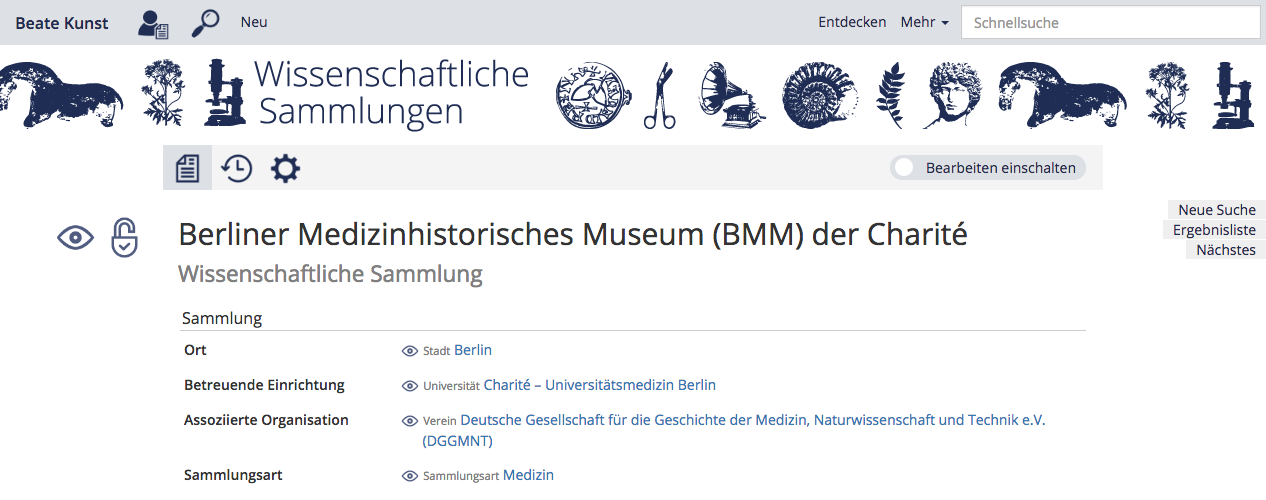 Beate Kunst Neu Entdecken Mehr Schnellsuche
Wissenschaftliche
Sammlungen
Bearbeiten einschalten
Neue Suche
Ergebnisliste
Nächstes
Berliner Medizinhistorisches Museum (BMM) der Charité
Wissenschaftliche Sammlung
Sammlung
Ort Stadt Berlin
Betreuende Einrichtung Universität Charité – Universitätsmedizin Berlin
Assoziierte Organisation Verein Deutsche Gesellschaft für die Geschichte der Medizin, Naturwissenschaft und Technik e.V.
(DGGMNT)
Sammlungsart Sammlungsart Medizin